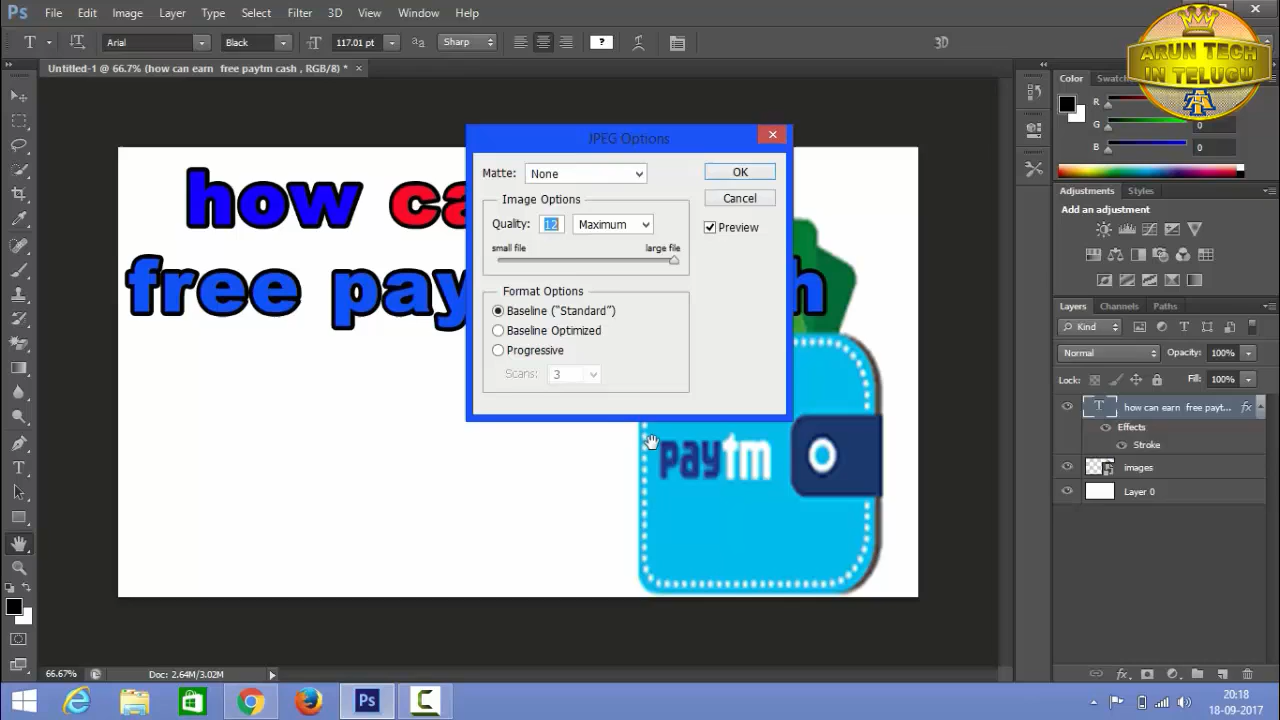 Ps File Edit Image Layer Type Select Filter 3D View Window Help
T Arial Black 117.01 pt aa Sharp ? 3D
Untitled-1 @ 66.7% (how can earn free paytm cash , RGB/8) * ×
ARUN TECH
IN TELUGU
Color Swatc
R
G 0
B 0
JPEG Options
Matte: None OK
Image Options Cancel
Quality: 12 Maximum Preview
small file large file
Format Options
Baseline ("Standard")
Baseline Optimized
Progressive
Scans: 3
how ca
free pay h
paytm
Adjustments Styles
Add an adjustment
Layers Channels Paths
Kind T
Normal Opacity: 100%
Lock: Fill: 100%
T how can earn free payt... fx
Effects
Stroke
images
Layer 0
66.67% Doc: 2.64M/3.02M
20:18
18-09-2017